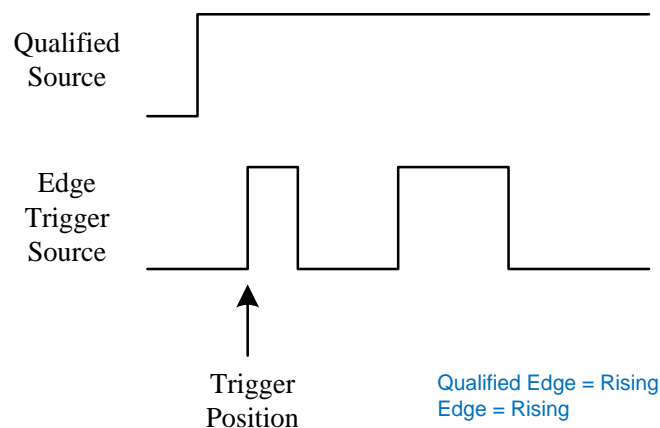 Qualified
Source
Edge
Trigger
Source
Trigger
Position
Qualified Edge = Rising
Edge = Rising